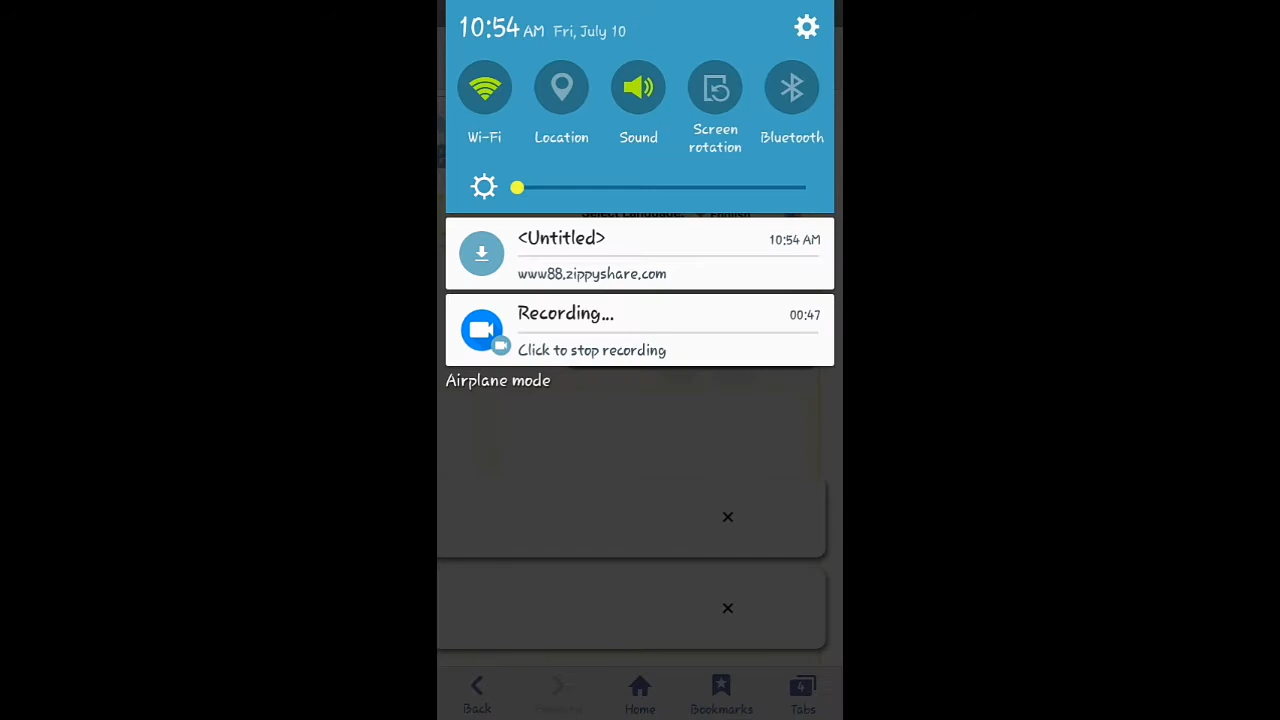 10:54 AM Fri, July 10
Wi-Fi
Location
Sound
Screen rotation
Bluetooth
<Untitled>
10:54 AM
www88.zippyshare.com
Recording...
00:47
Click to stop recording
Airplane mode
4
Back
Home
Bookmarks
Tabs